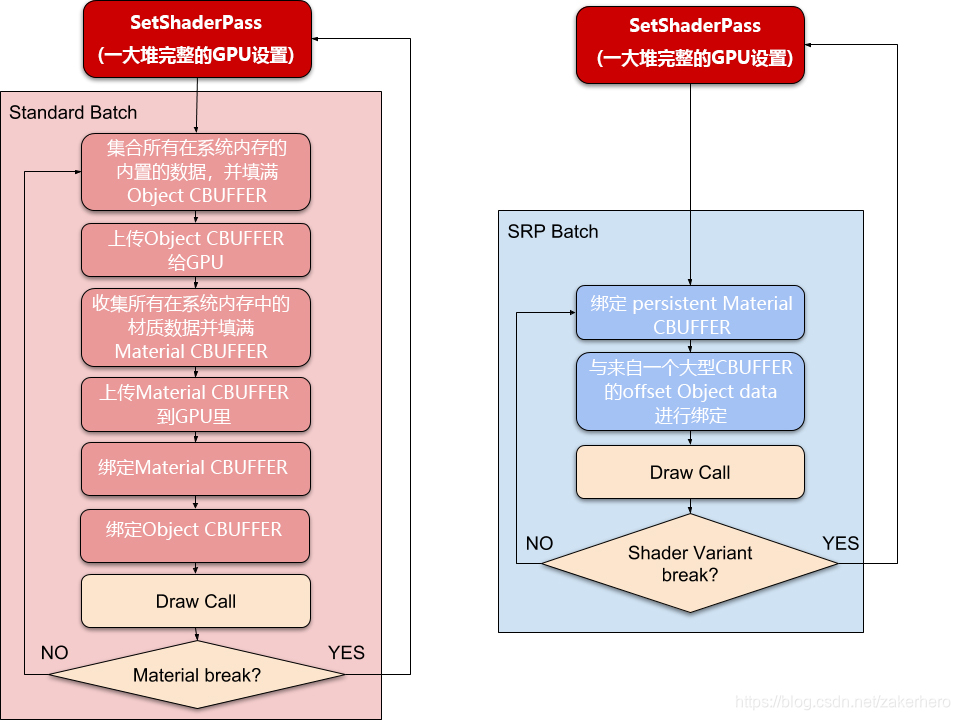 SetShaderPass
(一大堆完整的GPU设置)
Standard Batch
集合所有在系统内存的
内置的数据，并填满
Object CBUFFER
上传Object CBUFFER
给GPU
收集所有在系统内存中的
材质数据并填满
Material CBUFFER
上传Material CBUFFER
到GPU里
绑定Material CBUFFER
绑定Object CBUFFER
Draw Call
NO
YES
Material break?
SetShaderPass
(一大堆完整的GPU设置)
SRP Batch
绑定 persistent Material
CBUFFER
与来自一个大型CBUFFER
的offset Object data
进行绑定
Draw Call
NO
YES
Shader Variant
break?
https://blog.csdn.net/zakerhero